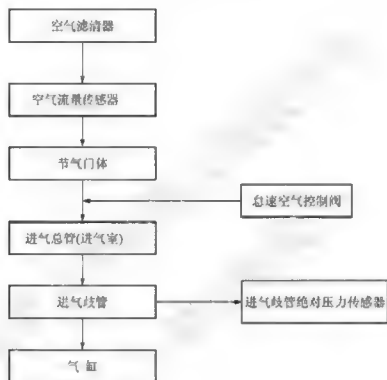 空气滤清器
空气流量传感器
节气门体
怠速空气控制阀
进气总管(进气室)
进气歧管
进气歧管绝对压力传感器
气 缸